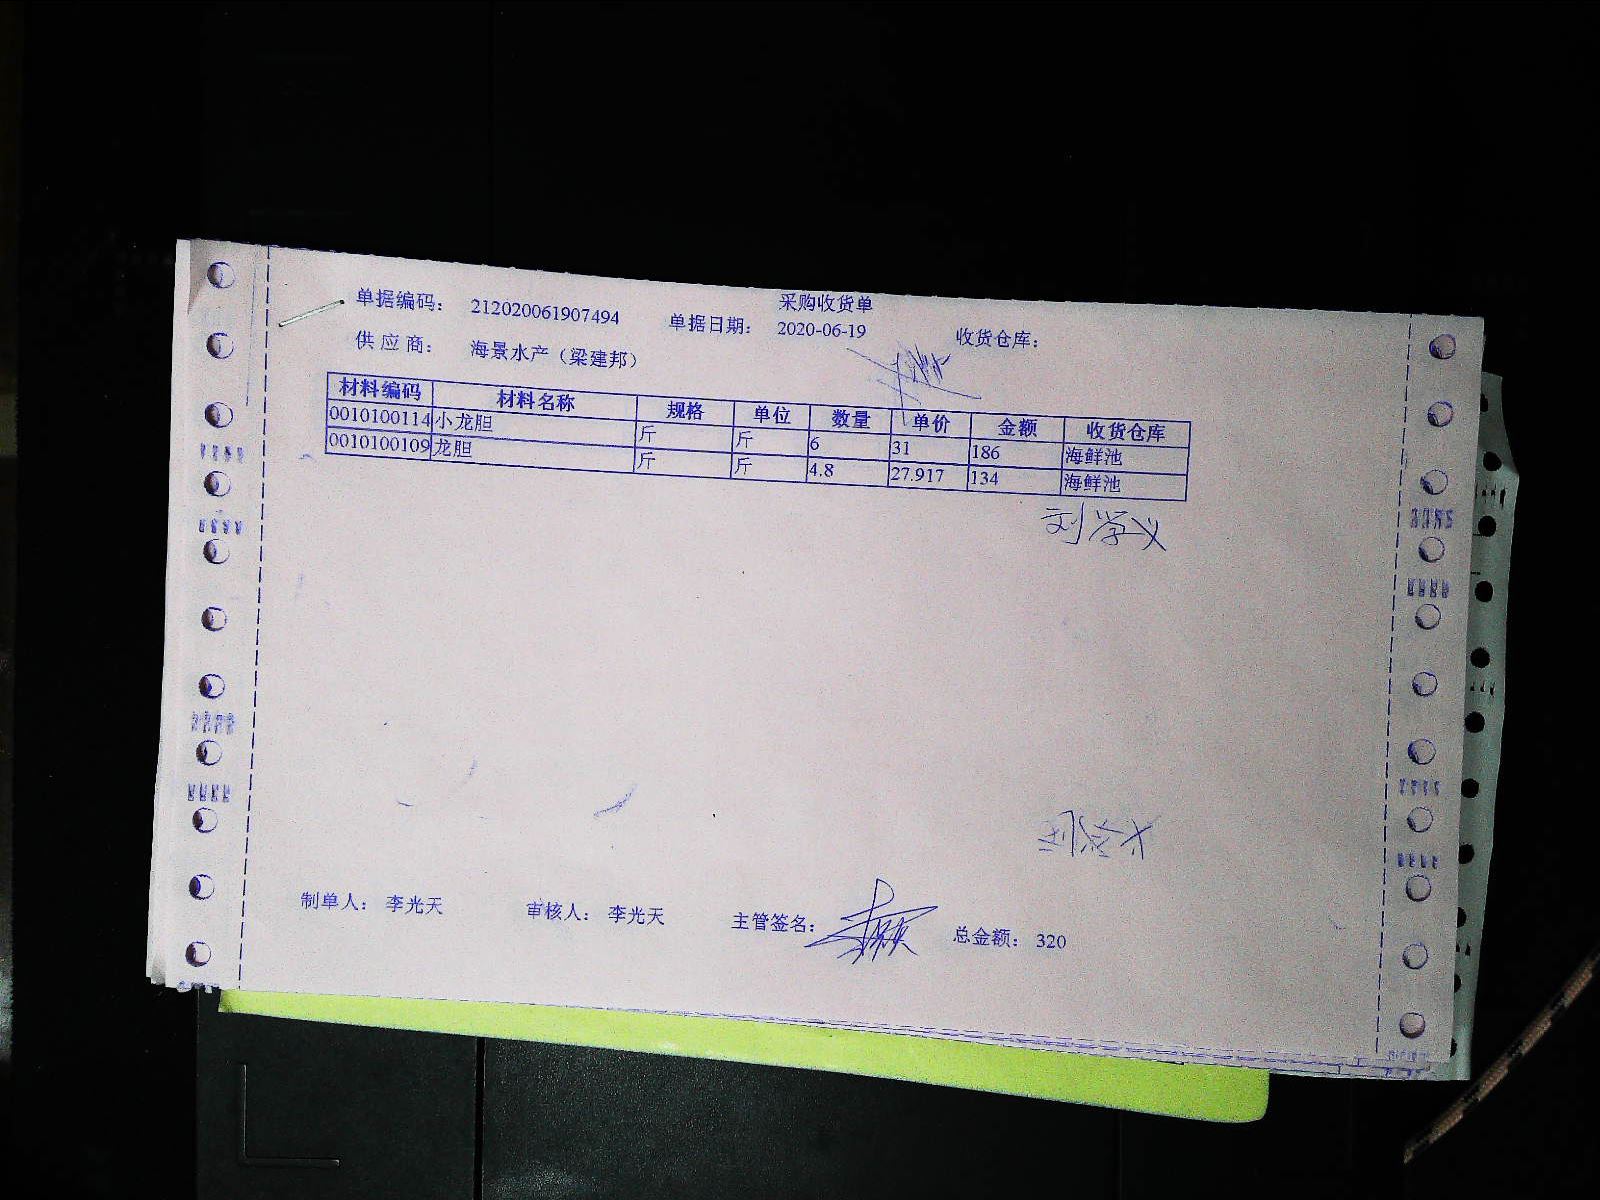 采购收货单
单据编码： 212020061907494 单据日期： 2020-06-19 收货仓库：
供 应 商： 海景水产（梁建邦）
材料编码 材料名称 规格 单位 数量 单价 金额 收货仓库
0010100114 小龙胆 斤 斤 6 31 186 海鲜池
0010100109 龙胆 斤 斤 4.8 27.917 134 海鲜池
刘学义
制单人： 李光天 审核人： 李光天 主管签名： 总金额： 320